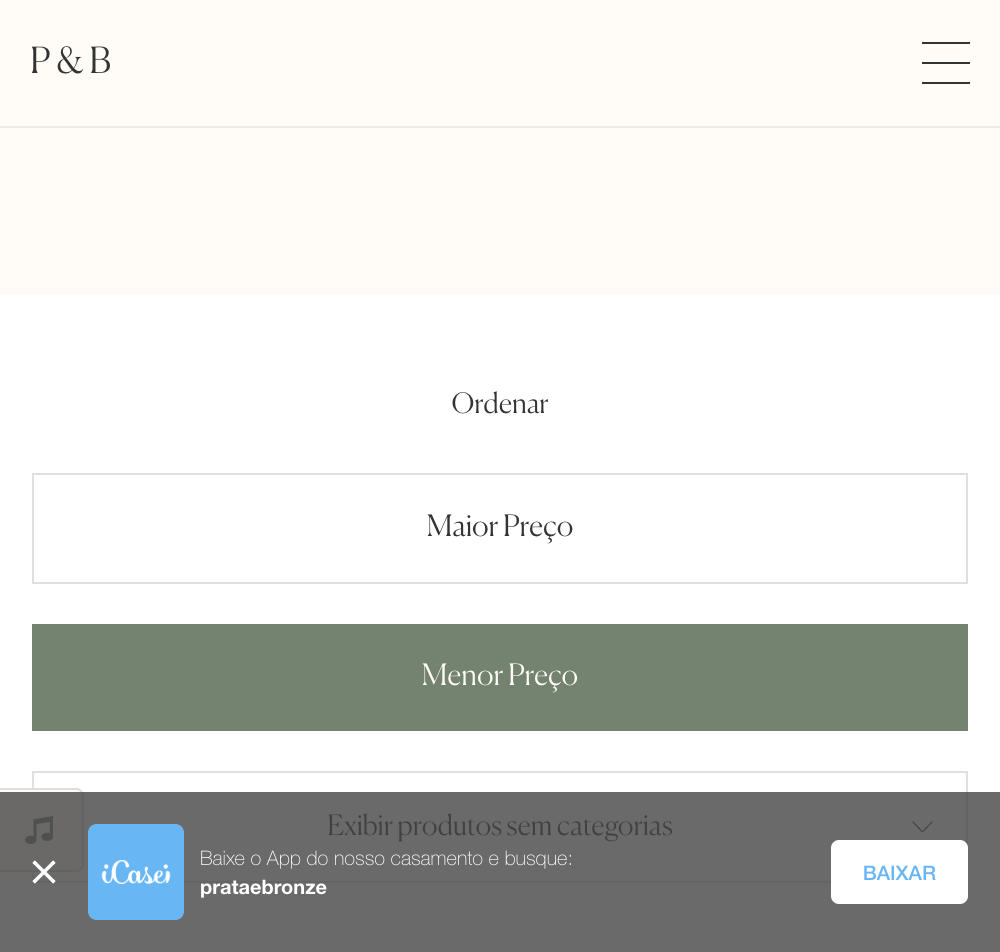 P & B
Ordenar
Maior Preço
Menor Preço
Exibir produtos sem categorias
iCasei
Baixe o App do nosso casamento e busque:
prataebronze
BAIXAR